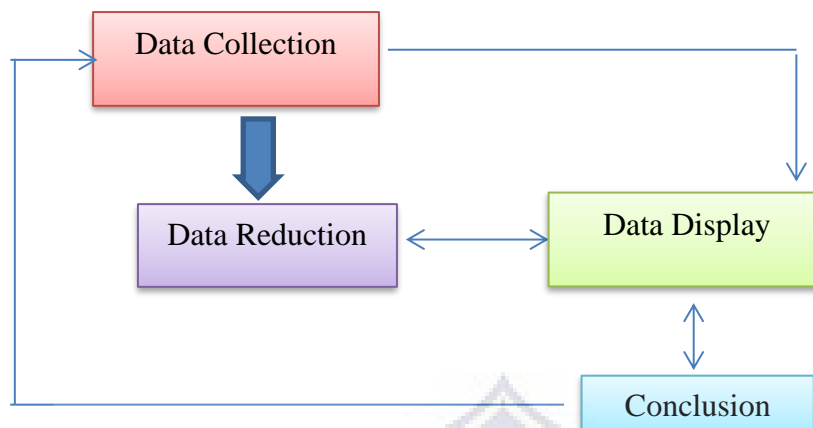 Data Collection
Data Reduction
Data Display
Conclusion